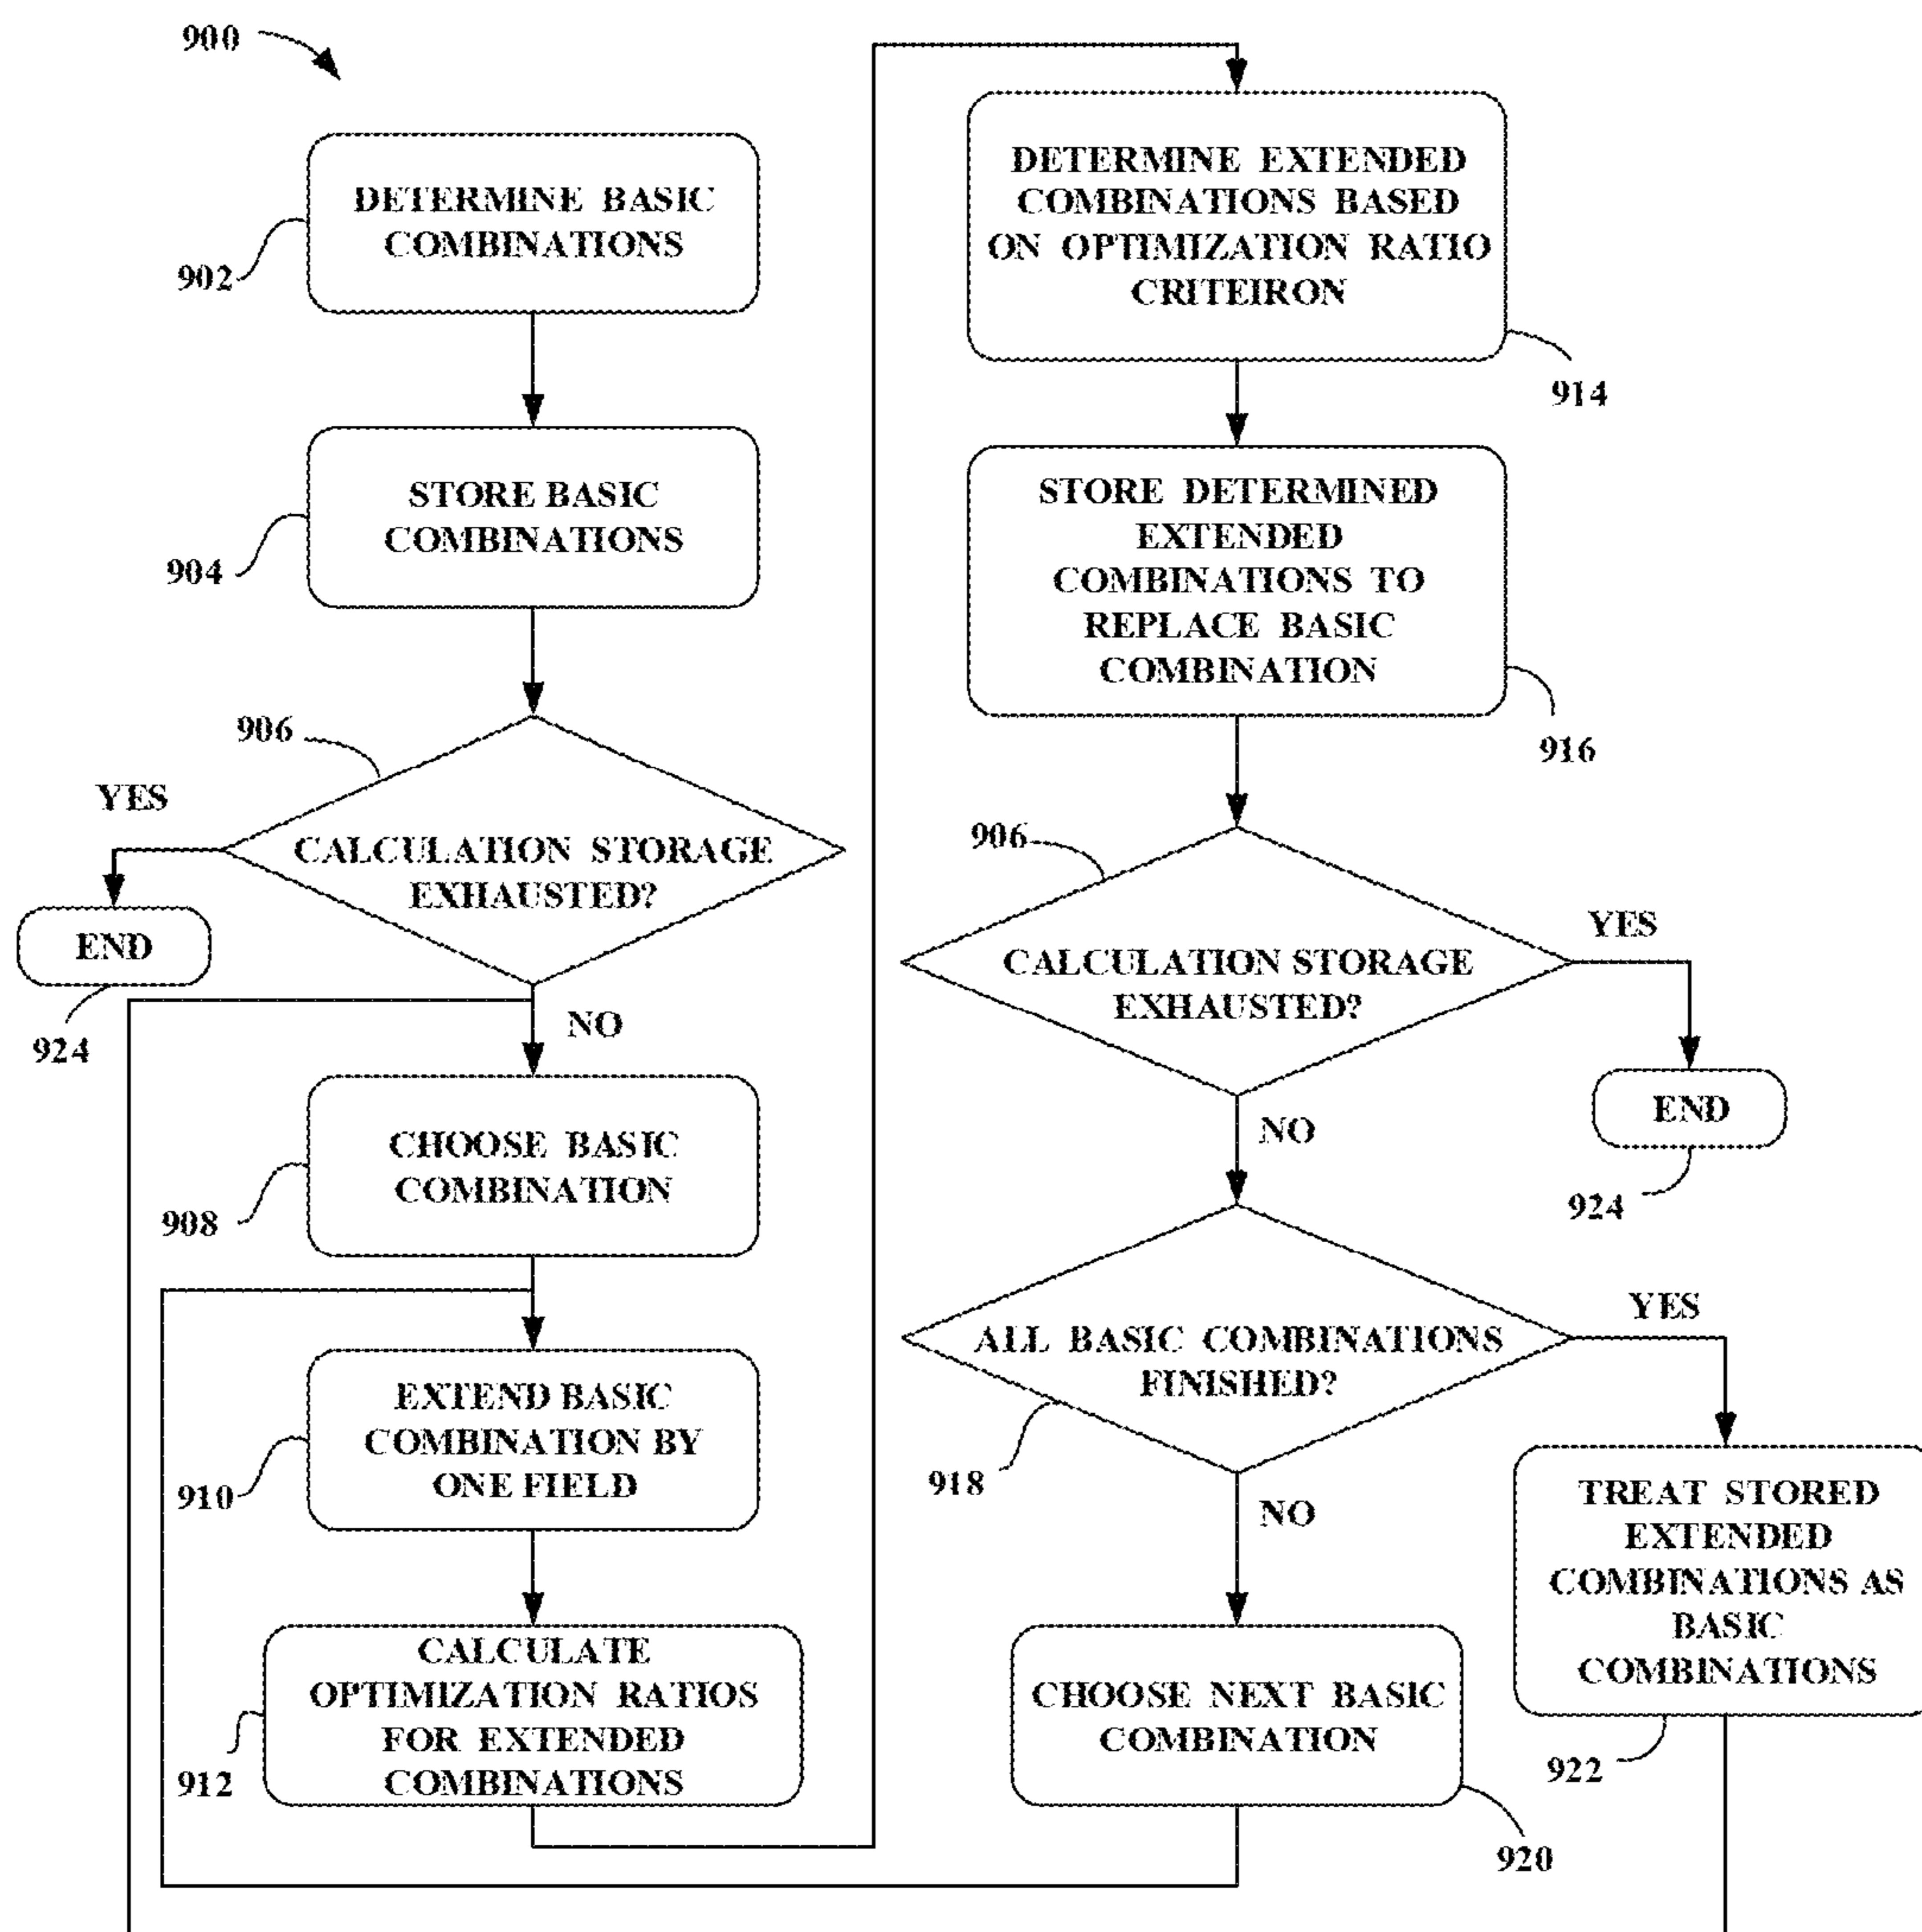 900
DETERMINE BASIC
COMBINATIONS
902
STORE BASIC
COMBINATIONS
904
906
YES
CALCULATION STORAGE
EXHAUSTED?
END
924
NO
CHOOSE BASIC
COMBINATION
908
EXTEND BASIC
COMBINATION BY
ONE FIELD
910
CALCULATE
OPTIMIZATION RATIOS
FOR EXTENDED
COMBINATIONS
912
DETERMINE EXTENDED
COMBINATIONS BASED
ON OPTIMIZATION RATIO
CRITEIRON
914
STORE DETERMINED
EXTENDED
COMBINATIONS TO
REPLACE BASIC
COMBINATION
916
906
YES
CALCULATION STORAGE
EXHAUSTED?
END
924
NO
YES
ALL BASIC COMBINATIONS
FINISHED?
918
NO
CHOOSE NEXT BASIC
COMBINATION
920
TREAT STORED
EXTENDED
COMBINATIONS AS
BASIC
COMBINATIONS
922